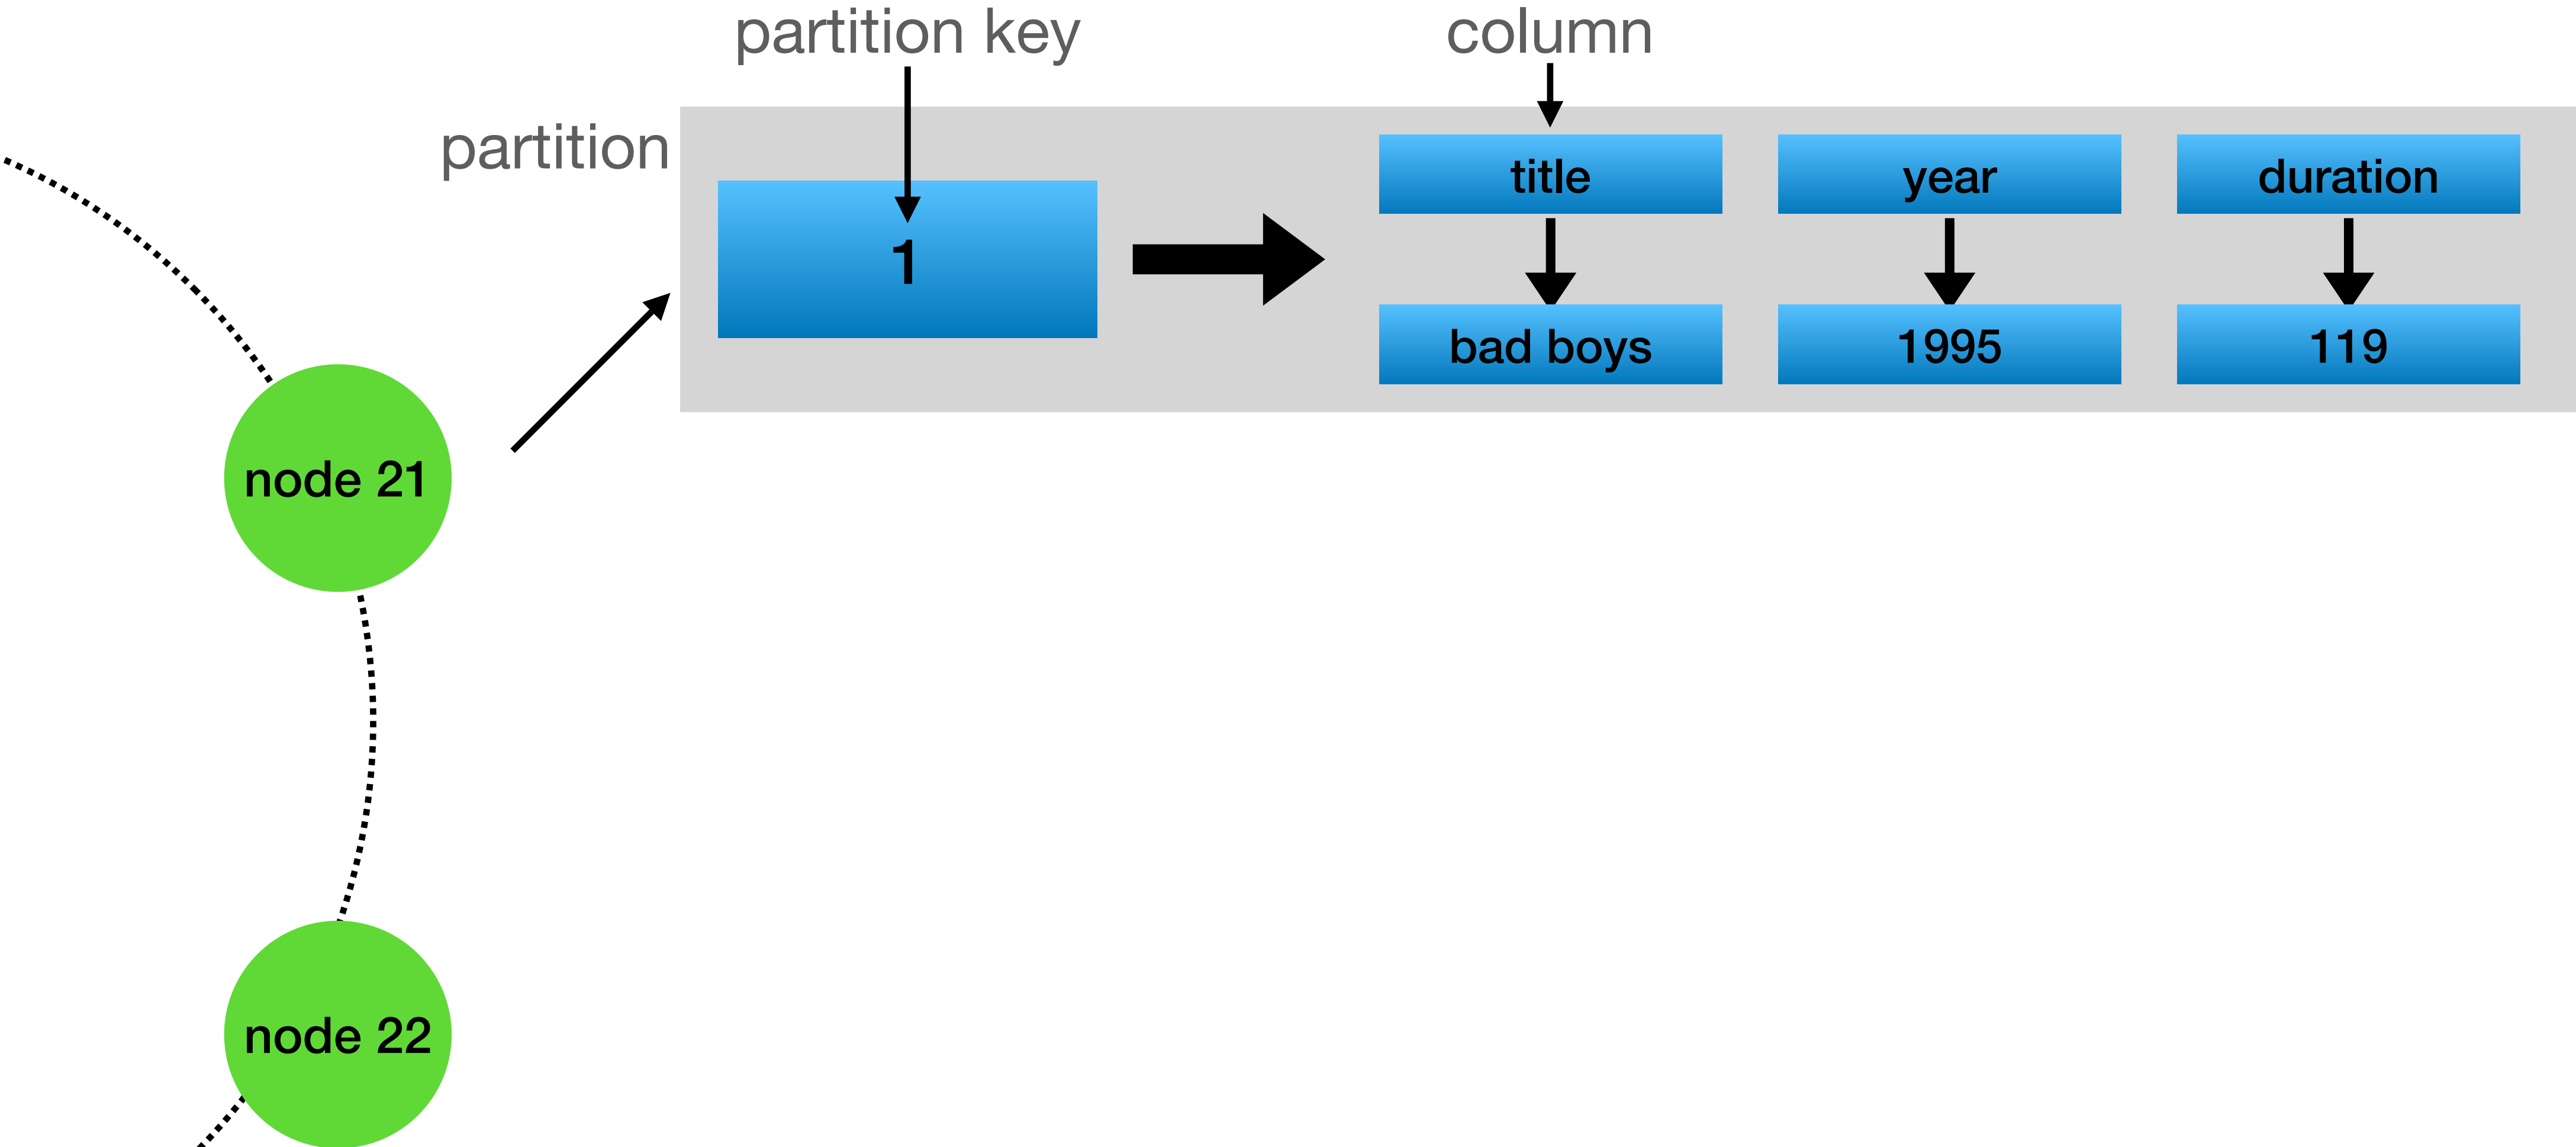 partition key
column
partition
title
year
duration
1
bad boys
1995
119
node 21
node 22